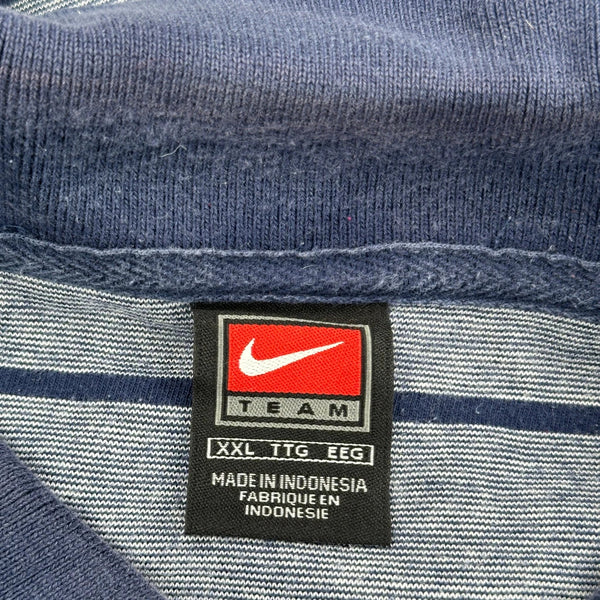 TEAM
XXL TTG EEG
MADE IN INDONESIA
FABRIQUE EN
INDONESIE